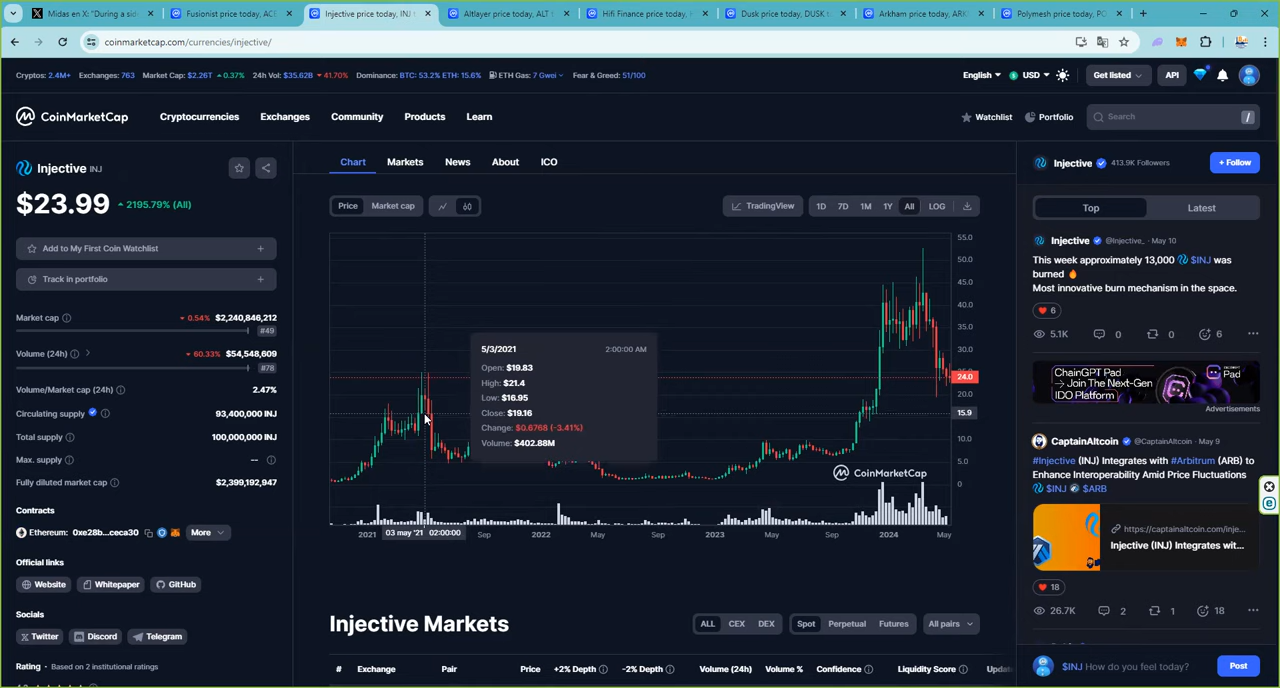 Midas en X: "During a sid
Fusionist price today, ACE
Injective price today, INJ t
Altlayer price today, ALT t
Hifi Finance price today, H
Dusk price today, DUSK to
Arkham price today, ARK
Polymesh price today, PO
coinmarketcap.com/currencies/injective/
Cryptos: 2.4M+ Exchanges: 763 Market Cap: $2.26T 0.37% 24h Vol: $35.62B 41.70% Dominance: BTC: 53.2% ETH: 15.6% ETH Gas: 7 Gwei Fear & Greed: 51/100
English USD Get listed API
CoinMarketCap Cryptocurrencies Exchanges Community Products Learn
Watchlist Portfolio Search /
Injective INJ
$23.99 2195.79% (All)
Add to My First Coin Watchlist +
Track in portfolio +
Market cap 0.54% $2,240,846,212
#49
Volume (24h) 60.33% $54,548,609
#78
Volume/Market cap (24h) 2.47%
Circulating supply 93,400,000 INJ
Total supply 100,000,000 INJ
Max. supply --
Fully diluted market cap $2,399,192,947
Contracts
Ethereum: 0xe28b...ceca30 More
Official links
Website Whitepaper GitHub
Socials
Twitter Discord Telegram
Rating · Based on 2 institutional ratings
Chart Markets News About ICO
Price Market cap
TradingView 1D 7D 1M 1Y All LOG
55.0
50.0
45.0
40.0
35.0
30.0
24.0
20.0
15.9
10.0
5.0
0
5/3/2021 2:00:00 AM
Open: $19.83
High: $21.4
Low: $16.95
Close: $19.16
Change: $0.6768 (-3.41%)
Volume: $402.88M
CoinMarketCap
2021 03 may '21 02:00:00 Sep 2022 May Sep 2023 May Sep 2024 May
Injective Markets
ALL CEX DEX Spot Perpetual Futures All pairs
# Exchange Pair Price +2% Depth -2% Depth Volume (24h) Volume % Confidence Liquidity Score Updat
Injective 413.9K Followers + Follow
Top Latest
Injective @Injective_ · May 10
This week approximately 13,000 $INJ was
burned
Most innovative burn mechanism in the space.
6
5.1K 0 0 6
ChainGPT Pad
Join The Next-Gen
IDO Platform
Pad
Advertisements
CaptainAltcoin @CaptainAltcoin · May 9
#Injective (INJ) Integrates with #Arbitrum (ARB) to
Enhance Interoperability Amid Price Fluctuations
$INJ $ARB
https://captainaltcoin.com/inje...
Injective (INJ) Integrates wit...
18
26.7K 2 1 18
$INJ How do you feel today? Post